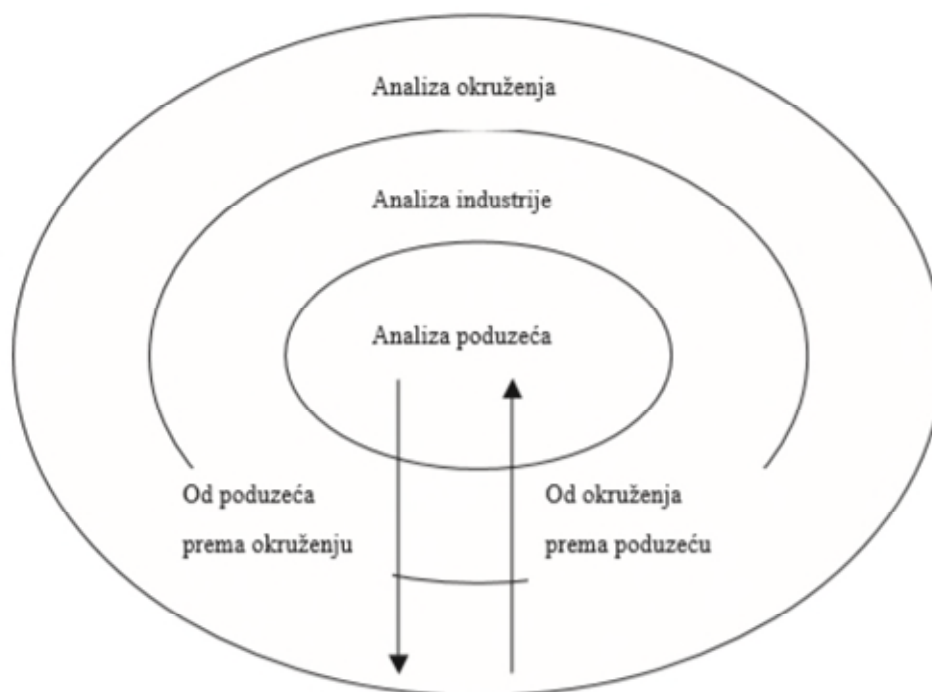 Analiza okruženja
Analiza industrije
Analiza poduzeća
Od poduzeća
prema okruženju
Od okruženja
prema poduzeću